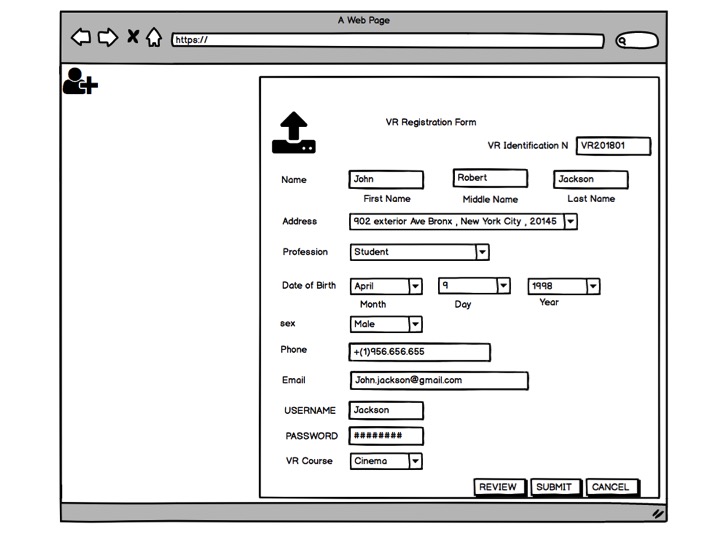 A Web Page
https://
VR Registration Form
VR Identification N VR201801
Name John Robert Jackson
First Name Middle Name Last Name
Address 902 exterior Ave Bronx , New York City , 20145
Profession Student
Date of Birth April 9 1998
Month Day Year
sex Male
Phone +(1)956.656.655
Email John.jackson@gmail.com
USERNAME Jackson
PASSWORD ########
VR Course Cinema
REVIEW SUBMIT CANCEL